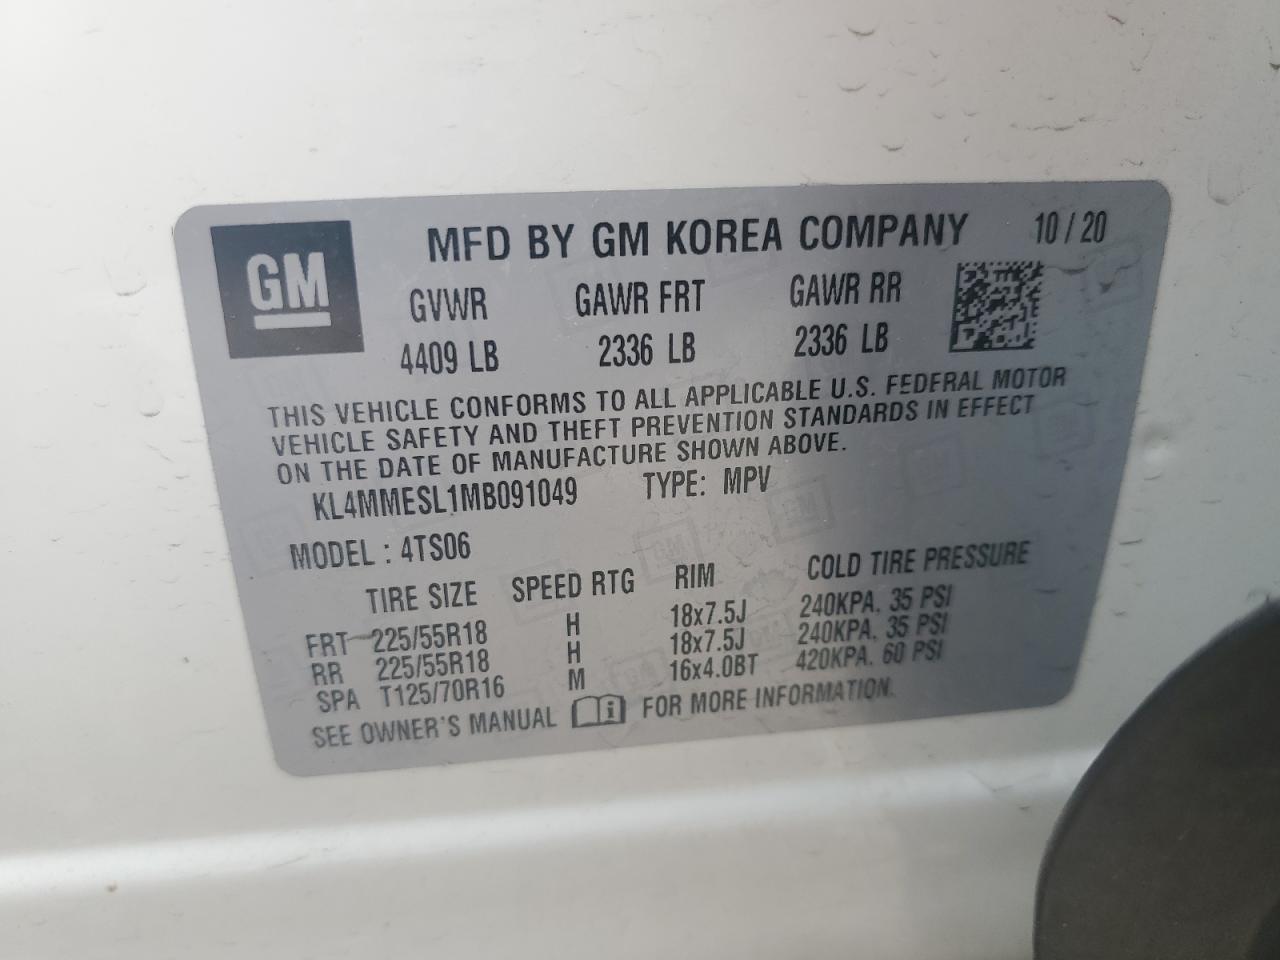 GM
MFD BY GM KOREA COMPANY 10 / 20
GVWR GAWR FRT GAWR RR
4409 LB 2336 LB 2336 LB
THIS VEHICLE CONFORMS TO ALL APPLICABLE U.S. FEDERAL MOTOR
VEHICLE SAFETY AND THEFT PREVENTION STANDARDS IN EFFECT
ON THE DATE OF MANUFACTURE SHOWN ABOVE.
KL4MMESL1MB091049 TYPE: MPV
MODEL : 4TS06
TIRE SIZE SPEED RTG RIM COLD TIRE PRESSURE
FRT 225/55R18 H 18x7.5J 240KPA, 35 PSI
RR 225/55R18 H 18x7.5J 240KPA, 35 PSI
SPA T125/70R16 M 16x4.0BT 420KPA, 60 PSI
SEE OWNER'S MANUAL i FOR MORE INFORMATION.